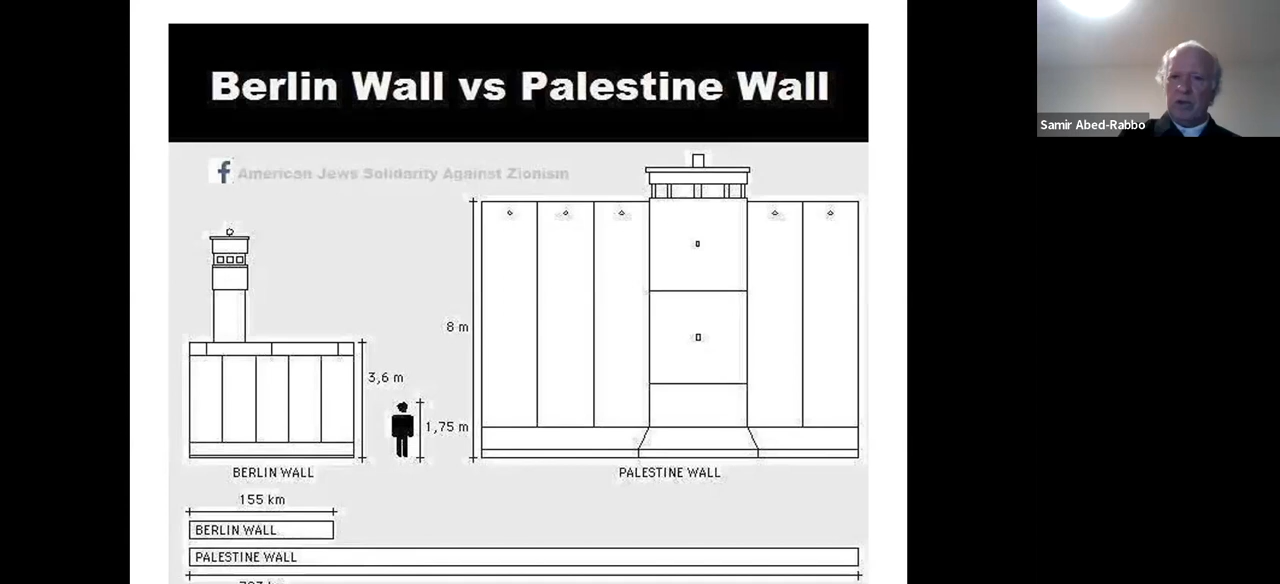 Berlin Wall vs Palestine Wall
American Jews Solidarity Against Zionism
8 m
3,6 m
1,75 m
BERLIN WALL
PALESTINE WALL
155 km
BERLIN WALL
PALESTINE WALL
Samir Abed-Rabbo